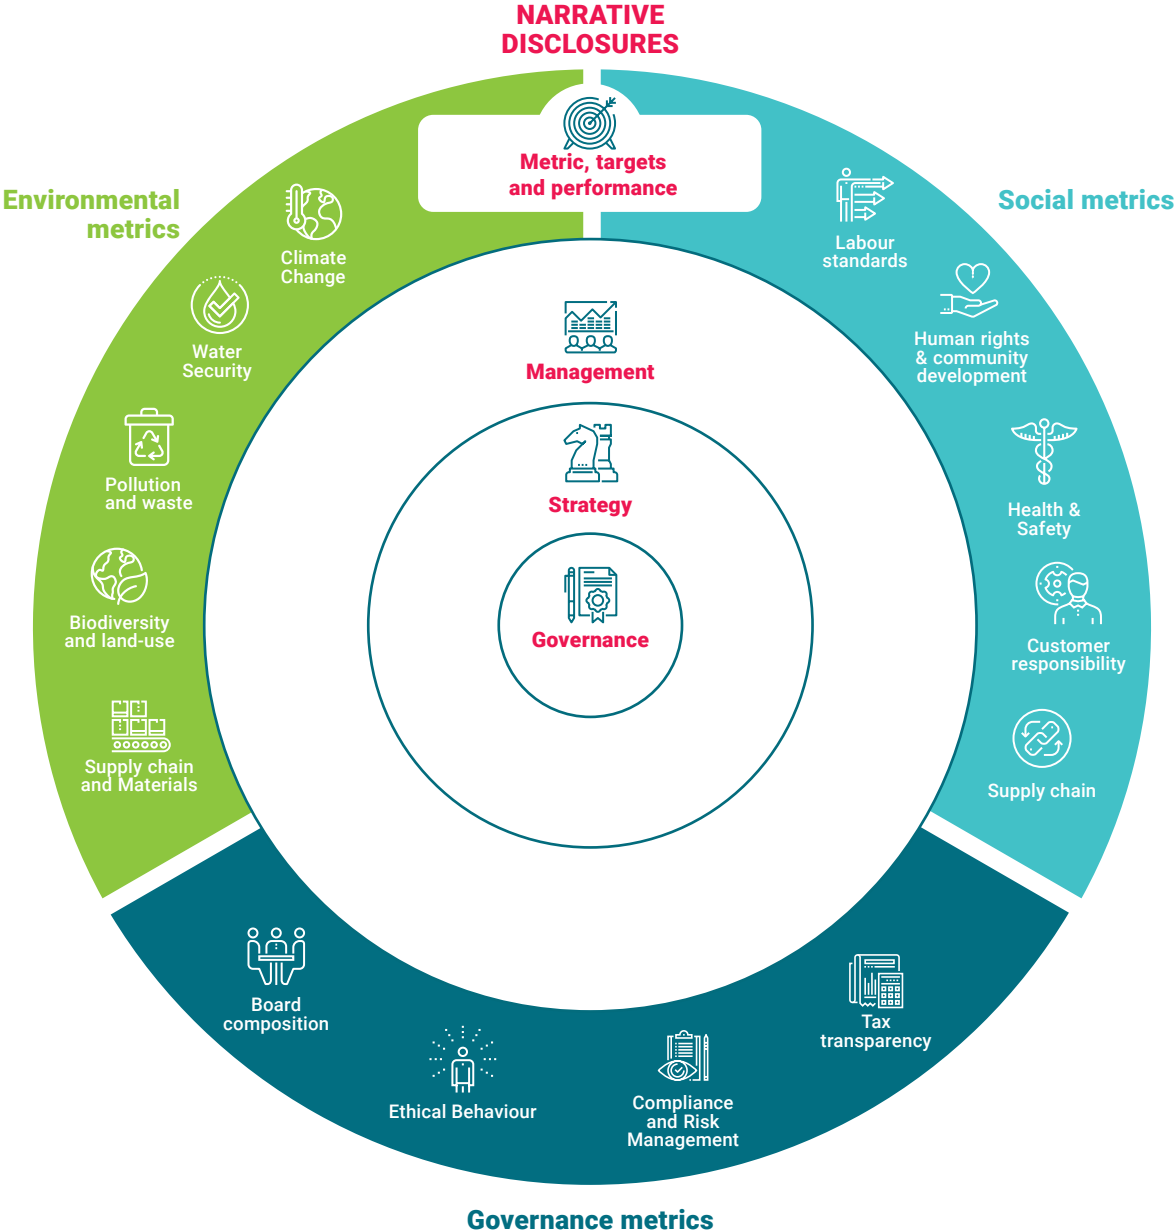 NARRATIVE
DISCLOSURES
Metric, targets
and performance
Environmental
metrics
Climate
Change
Water
Security
Pollution
and waste
Biodiversity
and land-use
Supply chain
and Materials
Social metrics
Labour
standards
Human rights
& community
development
Health &
Safety
Customer
responsibility
Supply chain
Management
Strategy
Governance
Board
composition
Ethical Behaviour
Compliance
and Risk
Management
Tax
transparency
Governance metrics